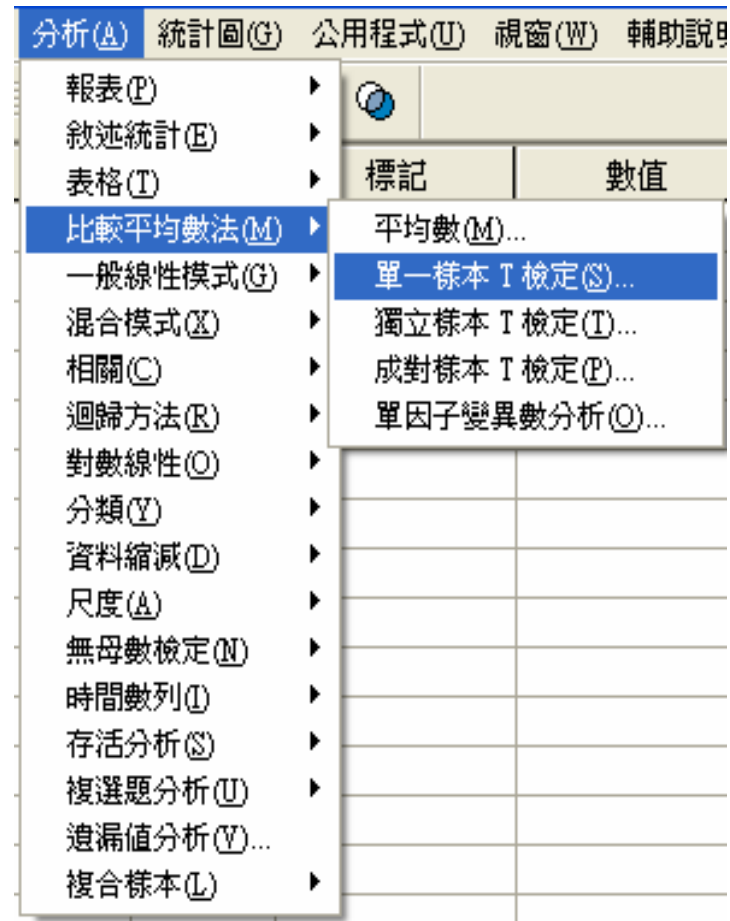 分析(A) 統計圖(G) 公用程式(U) 視窗(W) 輔助說明
報表(P)
敘述統計(E)
表格(T)
比較平均數法(M)
一般線性模式(G)
混合模式(X)
相關(C)
迴歸方法(R)
對數線性(O)
分類(Y)
資料縮減(D)
尺度(A)
無母數檢定(N)
時間數列(I)
存活分析(S)
複選題分析(U)
遺漏值分析(V)...
複合樣本(L)
標記 數值
平均數(M)...
單一樣本 T 檢定(S)...
獨立樣本 T 檢定(T)...
成對樣本 T 檢定(P)...
單因子變異數分析(O)...